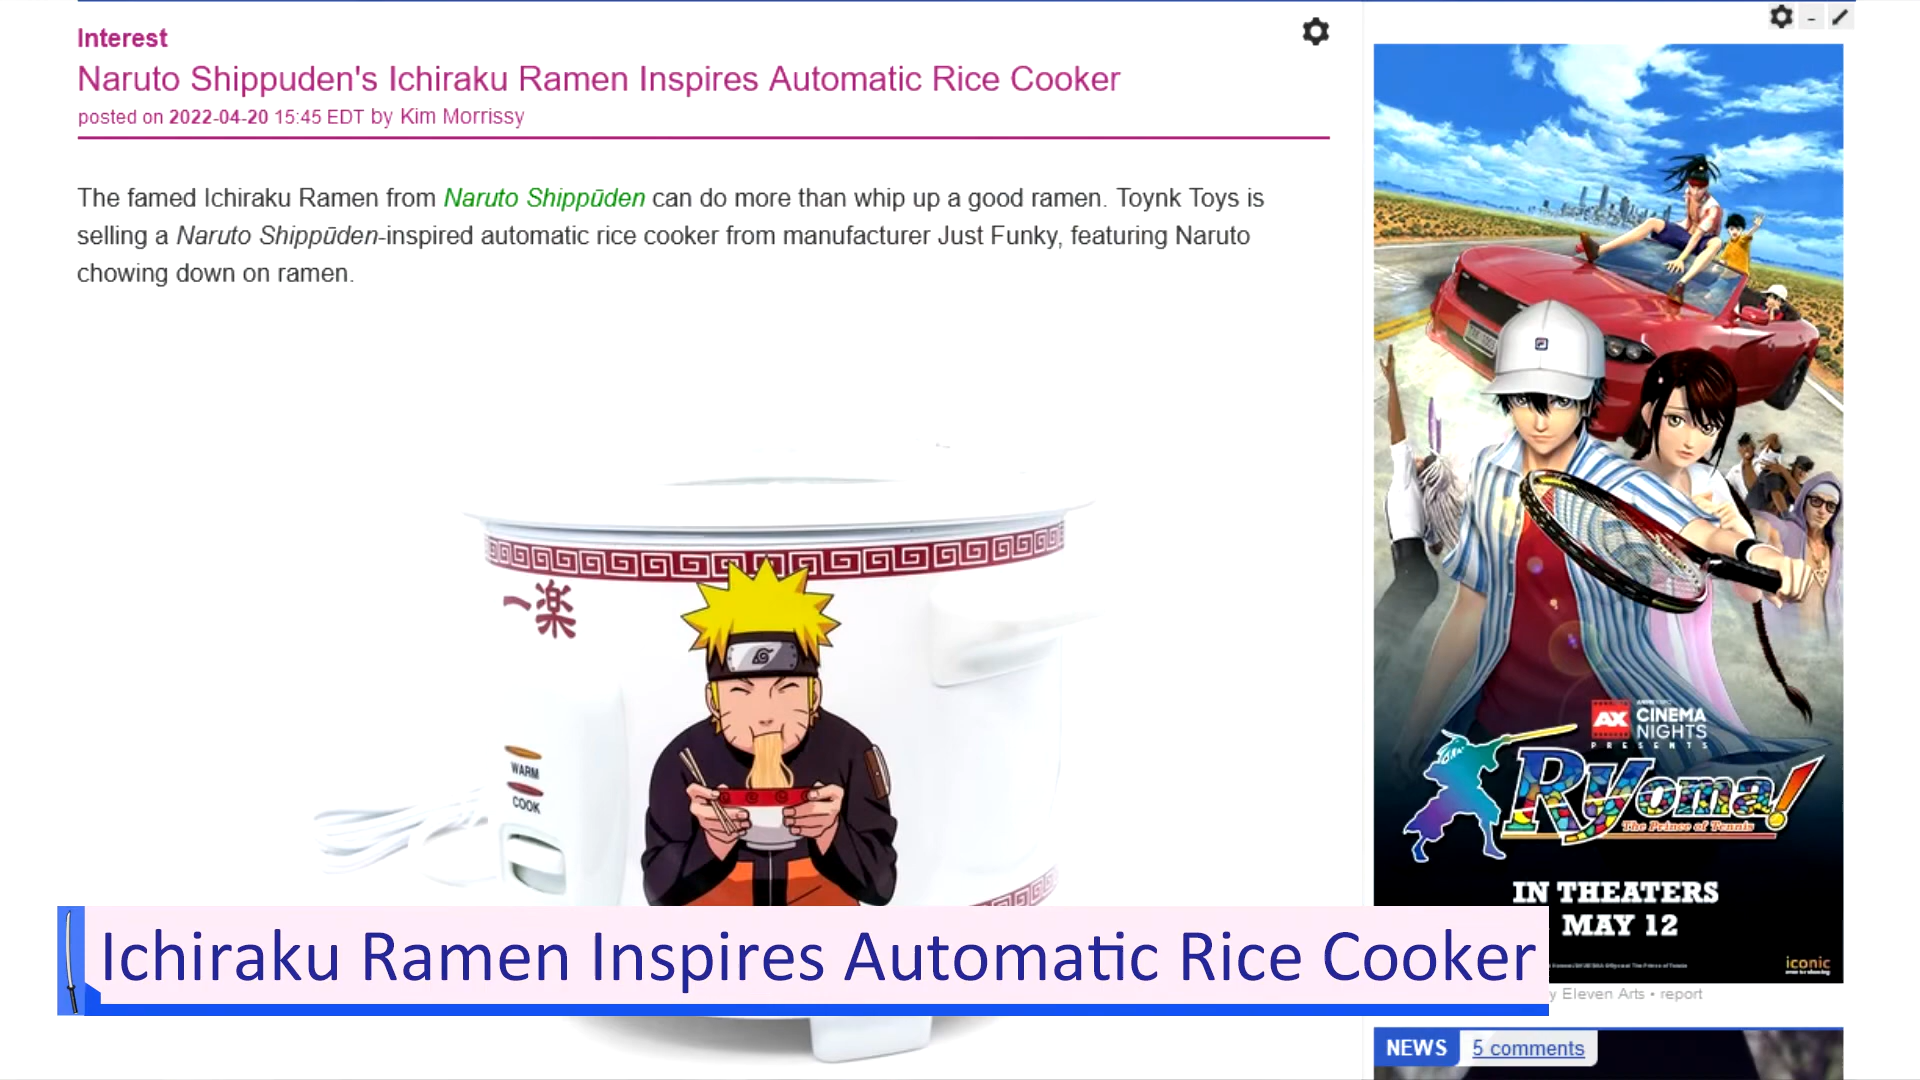 Interest
Naruto Shippuden's Ichiraku Ramen Inspires Automatic Rice Cooker
posted on 2022-04-20 15:45 EDT by Kim Morrissy
The famed Ichiraku Ramen from Naruto Shippūden can do more than whip up a good ramen. Toynk Toys is
selling a Naruto Shippūden-inspired automatic rice cooker from manufacturer Just Funky, featuring Naruto
chowing down on ramen.
一楽
WARM
COOK
Ichiraku Ramen Inspires Automatic Rice Cooker
AX
CINEMA
NIGHTS
PRESENTS
Ryoma!
The Prince of Tennis
IN THEATERS
MAY 12
iconic
y Eleven Arts • report
NEWS
5 comments